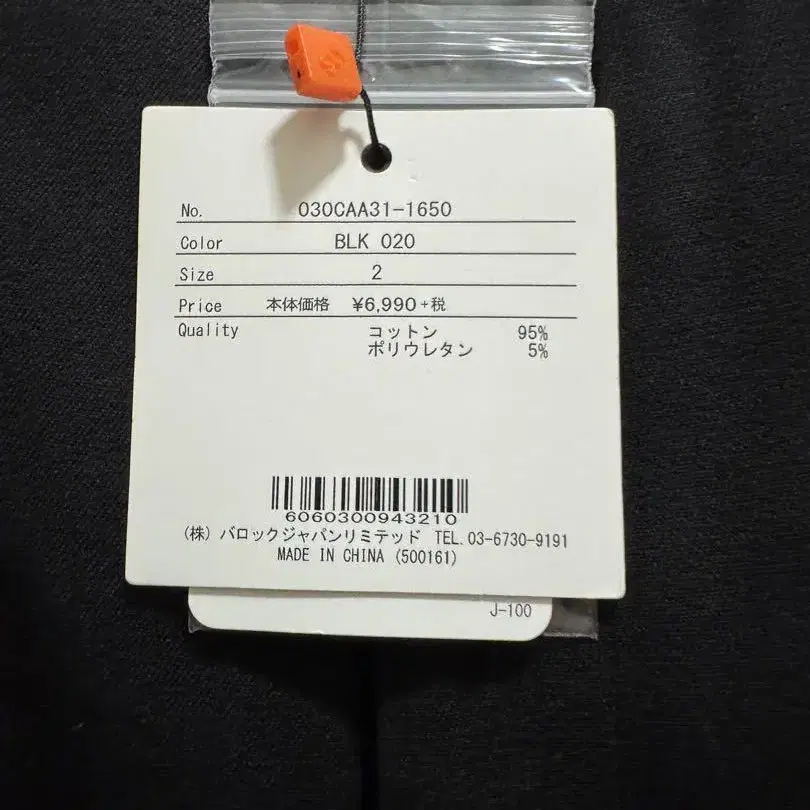 No. 030CAA31-1650
Color BLK 020
Size 2
Price 本体価格 ¥6,990+税
Quality コットン 95%
ポリウレタン 5%
6060300943210
(株) バロックジャパンリミテッド TEL.03-6730-9191
MADE IN CHINA (500161)
J-100